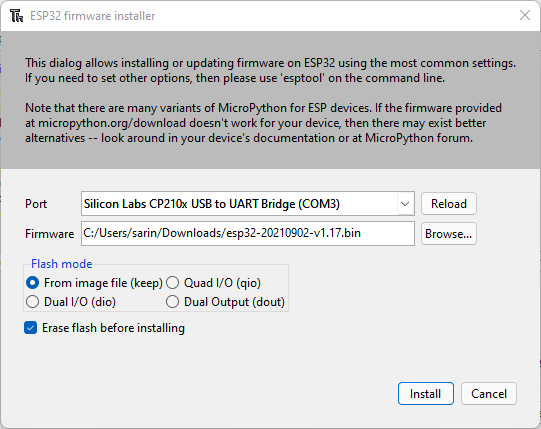 ESP32 firmware installer
This dialog allows installing or updating firmware on ESP32 using the most common settings.
If you need to set other options, then please use 'esptool' on the command line.
Note that there are many variants of MicroPython for ESP devices. If the firmware provided
at micropython.org/download doesn't work for your device, then there may exist better
alternatives -- look around in your device's documentation or at MicroPython forum.
Port Silicon Labs CP210x USB to UART Bridge (COM3) Reload
Firmware C:/Users/sarin/Downloads/esp32-20210902-v1.17.bin Browse...
Flash mode
From image file (keep) Quad I/O (qio)
Dual I/O (dio) Dual Output (dout)
Erase flash before installing
Install Cancel